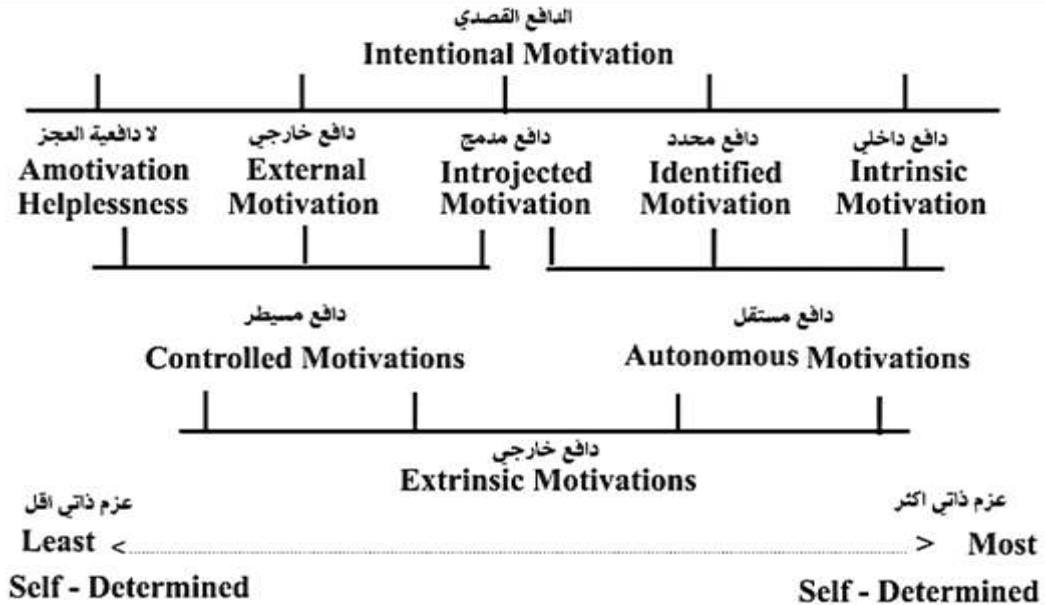 الدافع القصدي
Intentional Motivation
لا دافعية العجز
Amotivation
Helplessness
دافع خارجي
External
Motivation
دافع مدمج
Introjected
Motivation
دافع محدد
Identified
Motivation
دافع داخلي
Intrinsic
Motivation
دافع مسيطر
Controlled Motivations
دافع مستقل
Autonomous Motivations
دافع خارجي
Extrinsic Motivations
عزم ذاتي اقل
عزم ذاتي اكثر
Least < > Most
Self - Determined
Self - Determined